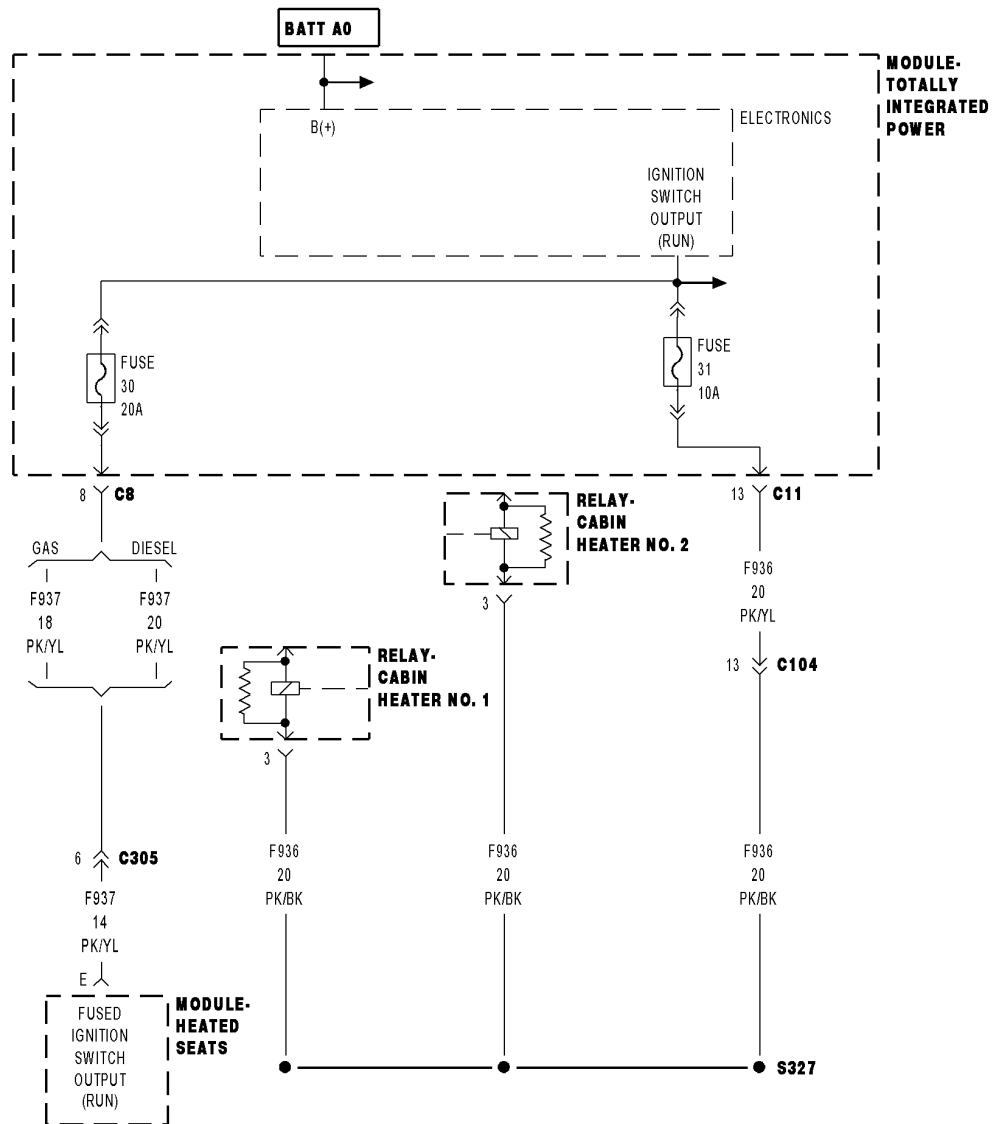 BATT A0
MODULE-
TOTALLY
INTEGRATED
POWER
ELECTRONICS
B(+)
IGNITION
SWITCH
OUTPUT
(RUN)
FUSE
30
20A
FUSE
31
10A
8 C8
13 C11
RELAY-
CABIN
HEATER NO. 2
3
GAS
DIESEL
F937
18
PK/YL
F937
20
PK/YL
F936
20
PK/YL
13 C104
RELAY-
CABIN
HEATER NO. 1
3
6 C305
F937
14
PK/YL
F936
20
PK/BK
F936
20
PK/BK
F936
20
PK/BK
E
FUSED
IGNITION
SWITCH
OUTPUT
(RUN)
MODULE-
HEATED
SEATS
S327